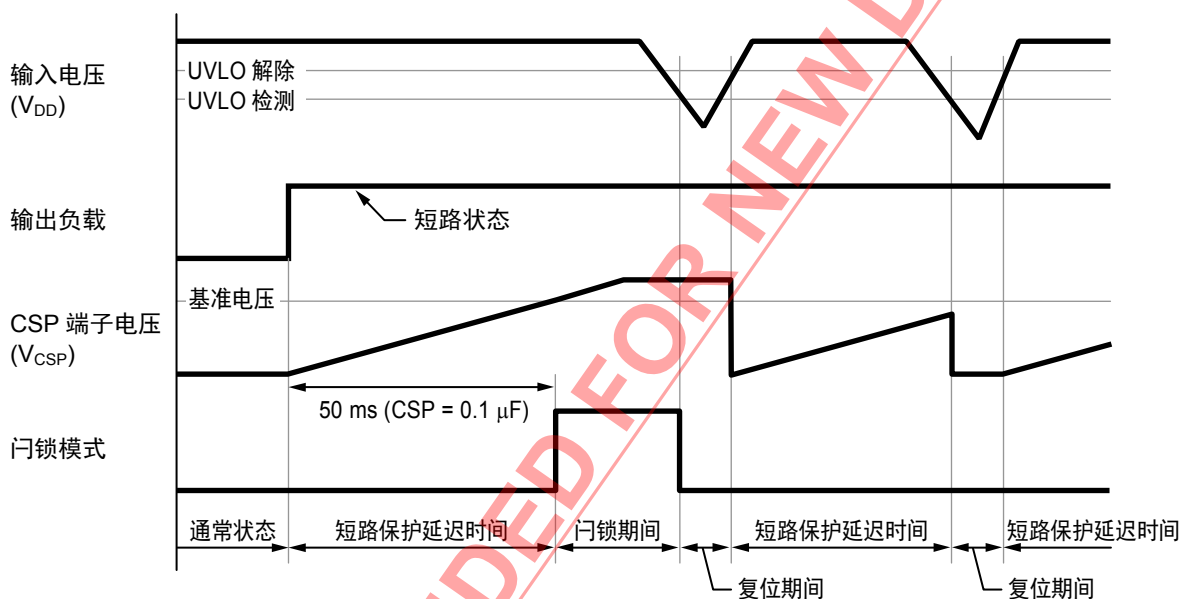 输入电压
(VDD)
UVLO 解除
UVLO 检测
输出负载
短路状态
基准电压
CSP 端子电压
(VCSP)
50 ms (CSP = 0.1 μF)
闩锁模式
通常状态
短路保护延迟时间
闩锁期间
短路保护延迟时间
短路保护延迟时间
复位期间
复位期间
NDED FOR NEW D